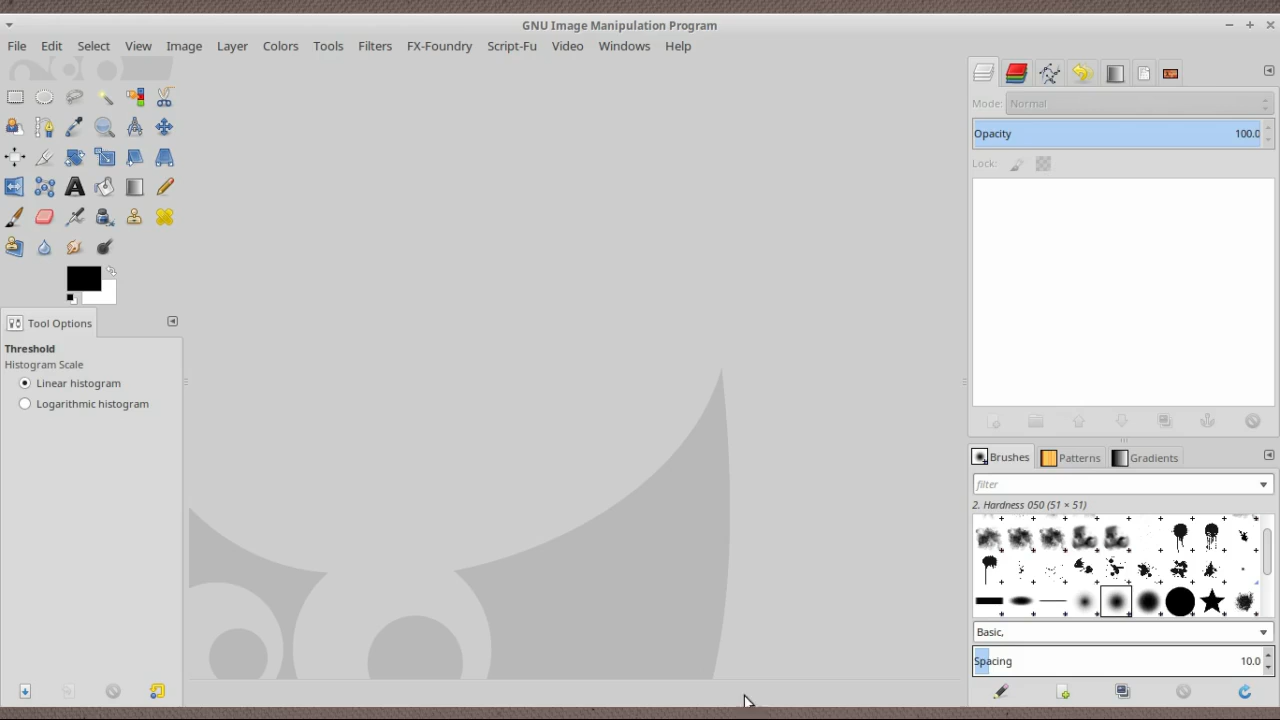 GNU Image Manipulation Program
File Edit Select View Image Layer Colors Tools Filters FX-Foundry Script-Fu Video Windows Help
Mode: Normal
Opacity 100.0
Lock:
Tool Options
Threshold
Histogram Scale
Linear histogram
Logarithmic histogram
Brushes Patterns Gradients
filter
2. Hardness 050 (51 × 51)
Basic,
Spacing 10.0